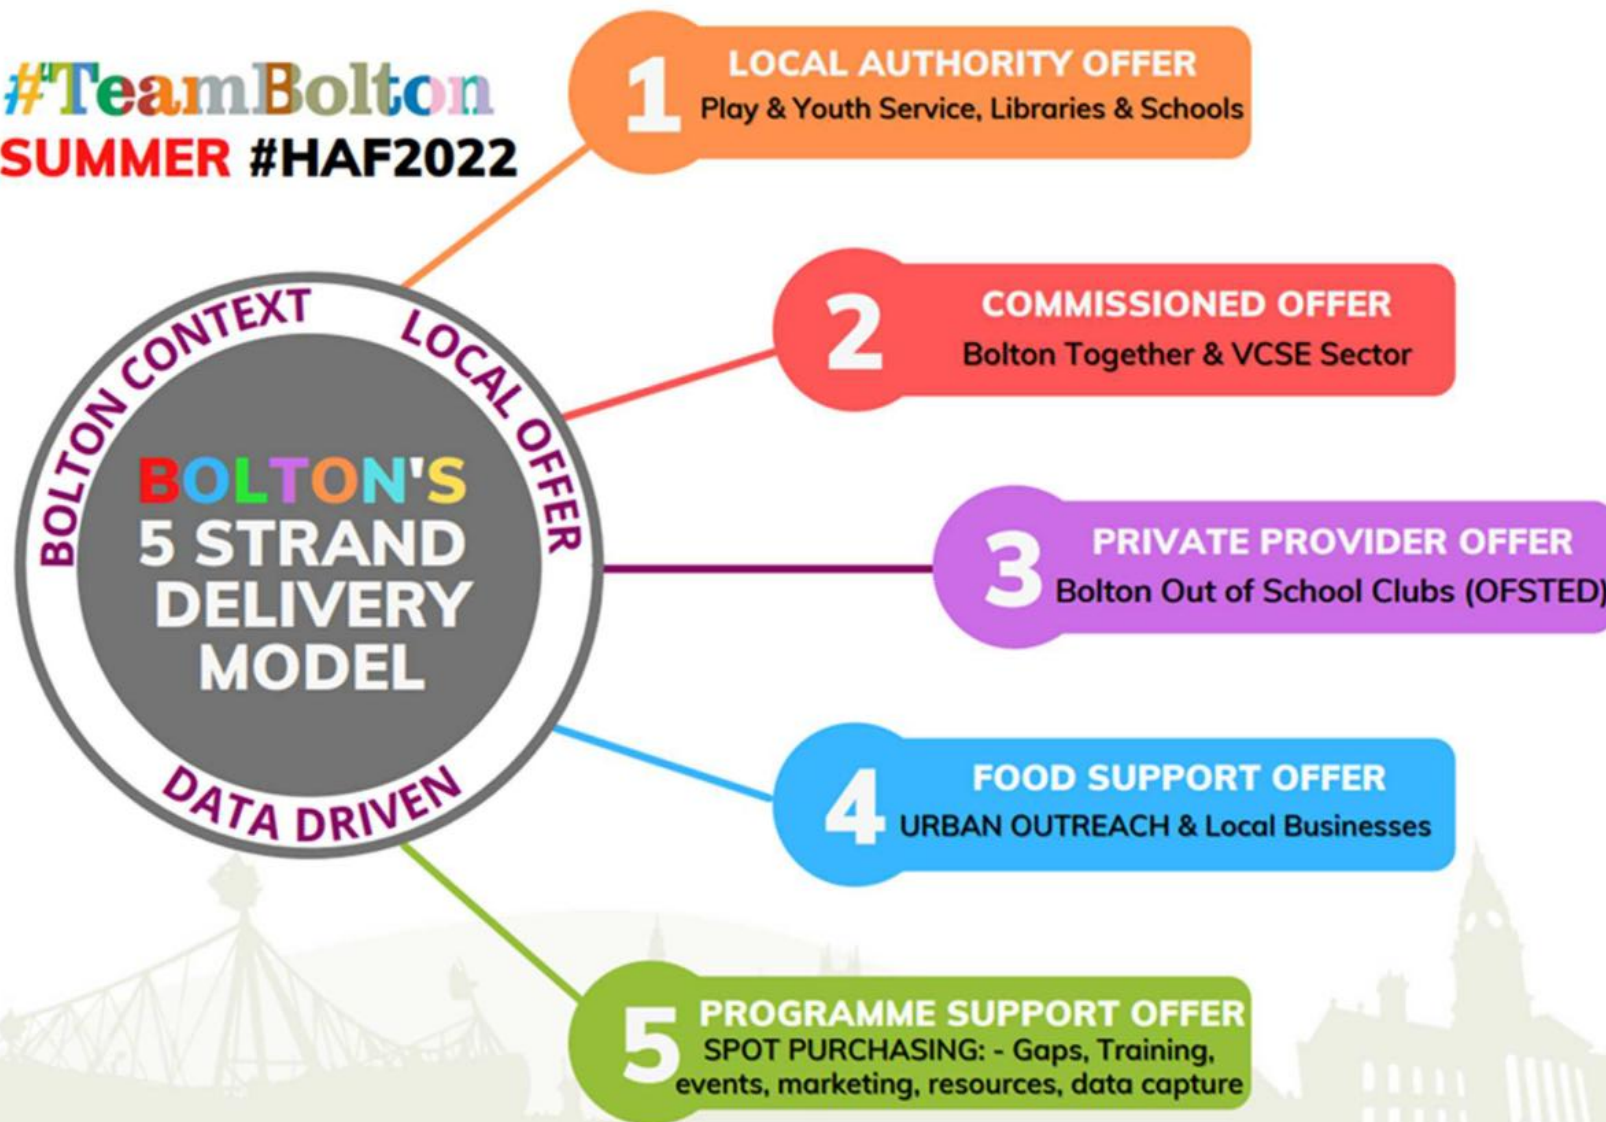 #TeamBolton
SUMMER #HAF2022
1
LOCAL AUTHORITY OFFER
Play & Youth Service, Libraries & Schools
2
COMMISSIONED OFFER
Bolton Together & VCSE Sector
BOLTON CONTEXT
LOCAL OFFER
DATA DRIVEN
BOLTON'S
5 STRAND
DELIVERY
MODEL
3
PRIVATE PROVIDER OFFER
Bolton Out of School Clubs (OFSTED)
4
FOOD SUPPORT OFFER
URBAN OUTREACH & Local Businesses
5
PROGRAMME SUPPORT OFFER
SPOT PURCHASING: - Gaps, Training,
events, marketing, resources, data capture